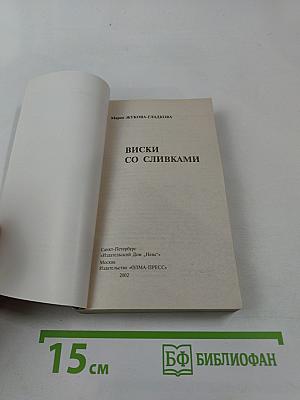 Мария ЖУКОВА-ГЛАДКОВА
ВИСКИ
СО СЛИВКАМИ
Санкт-Петербург
«Издательский Дом „Нева“»
Москва
Издательство «ОЛМА-ПРЕСС»
2002
15 см
БФ БИБЛИОФАН